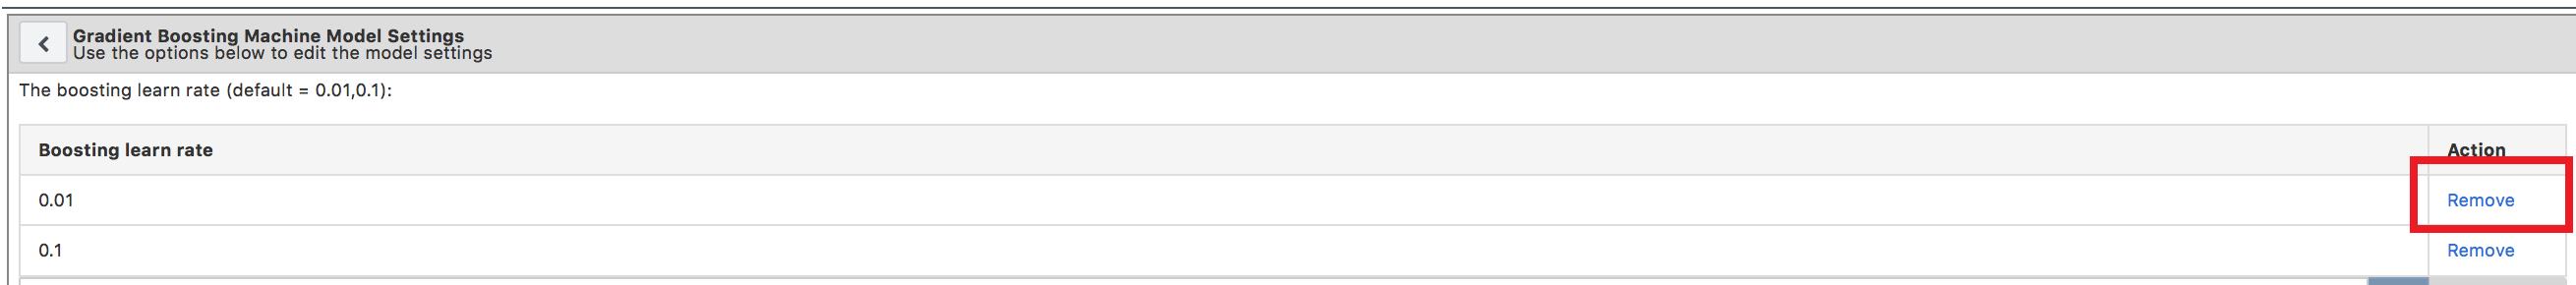 Gradient Boosting Machine Model Settings
Use the options below to edit the model settings
The boosting learn rate (default = 0.01,0.1):
Boosting learn rate Action
0.01 Remove
0.1 Remove